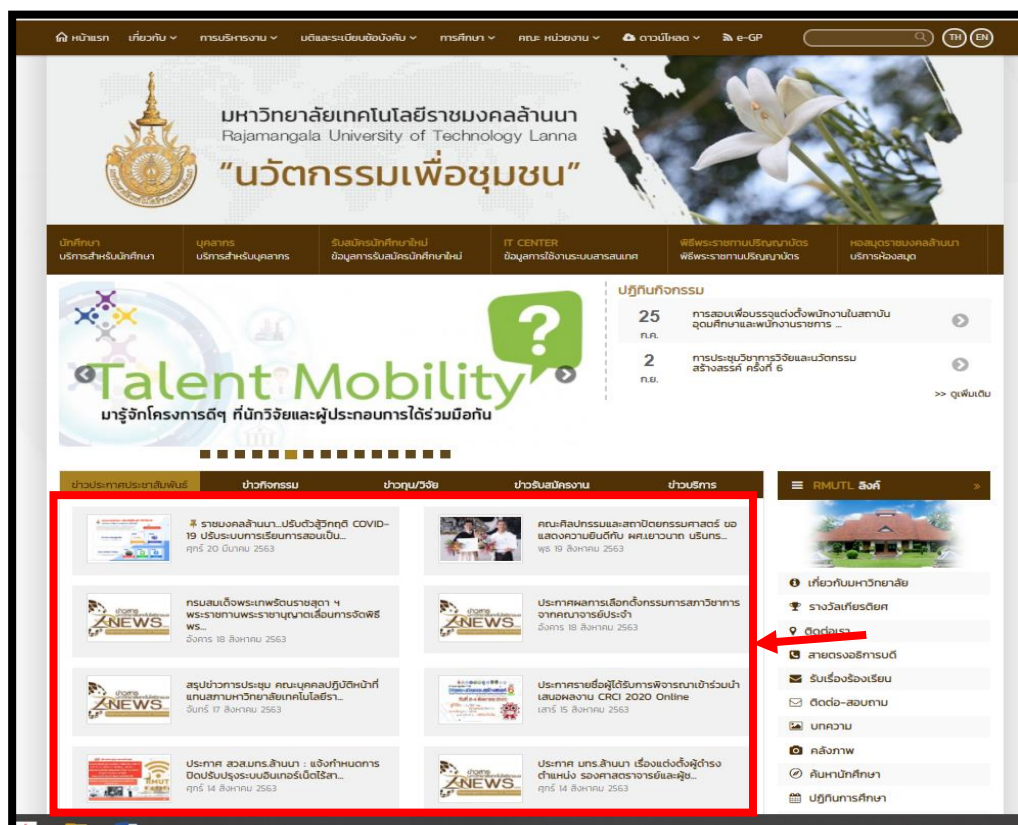 หน้าแรก เกี่ยวกับ การบริหารงาน มติและระเบียบข้อบังคับ การศึกษา คณะ หน่วยงาน ดาวน์โหลด e-GP TH EN
มหาวิทยาลัยเทคโนโลยีราชมงคลล้านนา
Rajamangala University of Technology Lanna
“นวัตกรรมเพื่อชุมชน”
นักศึกษา
บริการสำหรับนักศึกษา
บุคลากร
บริการสำหรับบุคลากร
รับสมัครนักศึกษาใหม่
ข้อมูลการรับสมัครนักศึกษาใหม่
IT CENTER
ข้อมูลการใช้งานระบบสารสนเทศ
พิธีพระราชทานปริญญาบัตร
พิธีพระราชทานปริญญาบัตร
หอสมุดราชมงคลล้านนา
บริการห้องสมุด
?
Talent Mobility
มารู้จักโครงการดีๆ ที่นักวิจัยและผู้ประกอบการได้ร่วมมือกัน
ปฏิทินกิจกรรม
25
ก.ค.
การสอบเพื่อบรรจุแต่งตั้งพนักงานในสถาบัน
อุดมศึกษาและพนักงานราชการ ...
2
ก.ย.
การประชุมวิชาการวิจัยและนวัตกรรม
สร้างสรรค์ ครั้งที่ 6
>> ดูเพิ่มเติม
ข่าวประกาศประชาสัมพันธ์ ข่าวกิจกรรม ข่าวทุน/วิจัย ข่าวรับสมัครงาน ข่าวบริการ
ราชมงคลล้านนา...ปรับตัวสู้วิกฤติ COVID-
19 ปรับระบบการเรียนการสอนเป็น...
ศุกร์ 20 มีนาคม 2563
คณะศิลปกรรมและสถาปัตยกรรมศาสตร์ ขอ
แสดงความยินดีกับ ผศ.เยาวนาถ นรินทร...
พุธ 19 สิงหาคม 2563
ข่าวสาร
NEWS
กรมสมเด็จพระเทพรัตนราชสุดา ฯ
พระราชทานพระราชานุญาตเลื่อนการจัดพิธี
พร...
อังคาร 18 สิงหาคม 2563
ข่าวสาร
NEWS
ประกาศผลการเลือกตั้งกรรมการสภาวิชาการ
จากคณาจารย์ประจำ
อังคาร 18 สิงหาคม 2563
ข่าวสาร
NEWS
สรุปข่าวการประชุม คณะบุคคลปฏิบัติหน้าที่
แทนสภามหาวิทยาลัยเทคโนโลยีรา...
จันทร์ 17 สิงหาคม 2563
ประกาศรายชื่อผู้ได้รับการพิจารณาเข้าร่วมนำ
เสนอผลงาน CRCI 2020 Online
เสาร์ 15 สิงหาคม 2563
ประกาศ สวส.มทร.ล้านนา : แจ้งกำหนดการ
ปิดปรับปรุงระบบอินเทอร์เน็ตไร้สา...
ศุกร์ 14 สิงหาคม 2563
ข่าวสาร
NEWS
ประกาศ มทร.ล้านนา เรื่องแต่งตั้งผู้ดำรง
ตำแหน่ง รองศาสตราจารย์และผู้ช...
ศุกร์ 14 สิงหาคม 2563
RMUTL ลิงค์ »
เกี่ยวกับมหาวิทยาลัย
รางวัลเกียรติยศ
ติดต่อเรา
สายตรงอธิการบดี
รับเรื่องร้องเรียน
ติดต่อ-สอบถาม
บทความ
คลังภาพ
ค้นหานักศึกษา
ปฏิทินการศึกษา